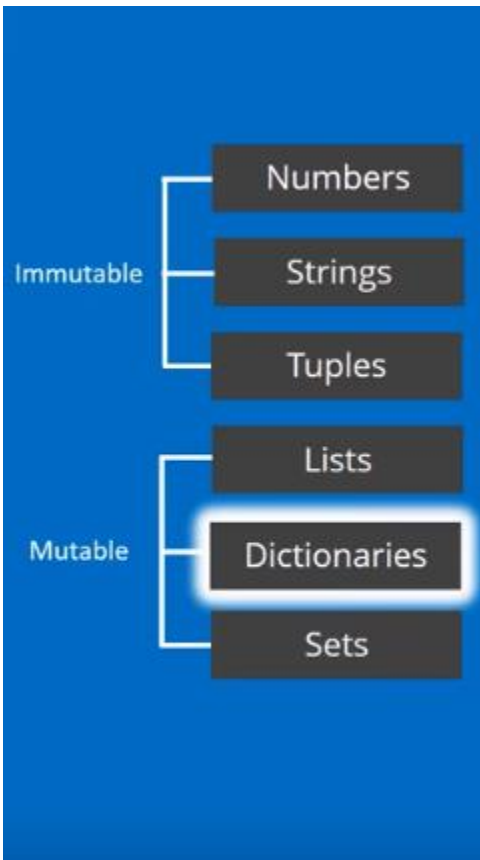 Immutable
Numbers
Strings
Tuples
Mutable
Lists
Dictionaries
Sets